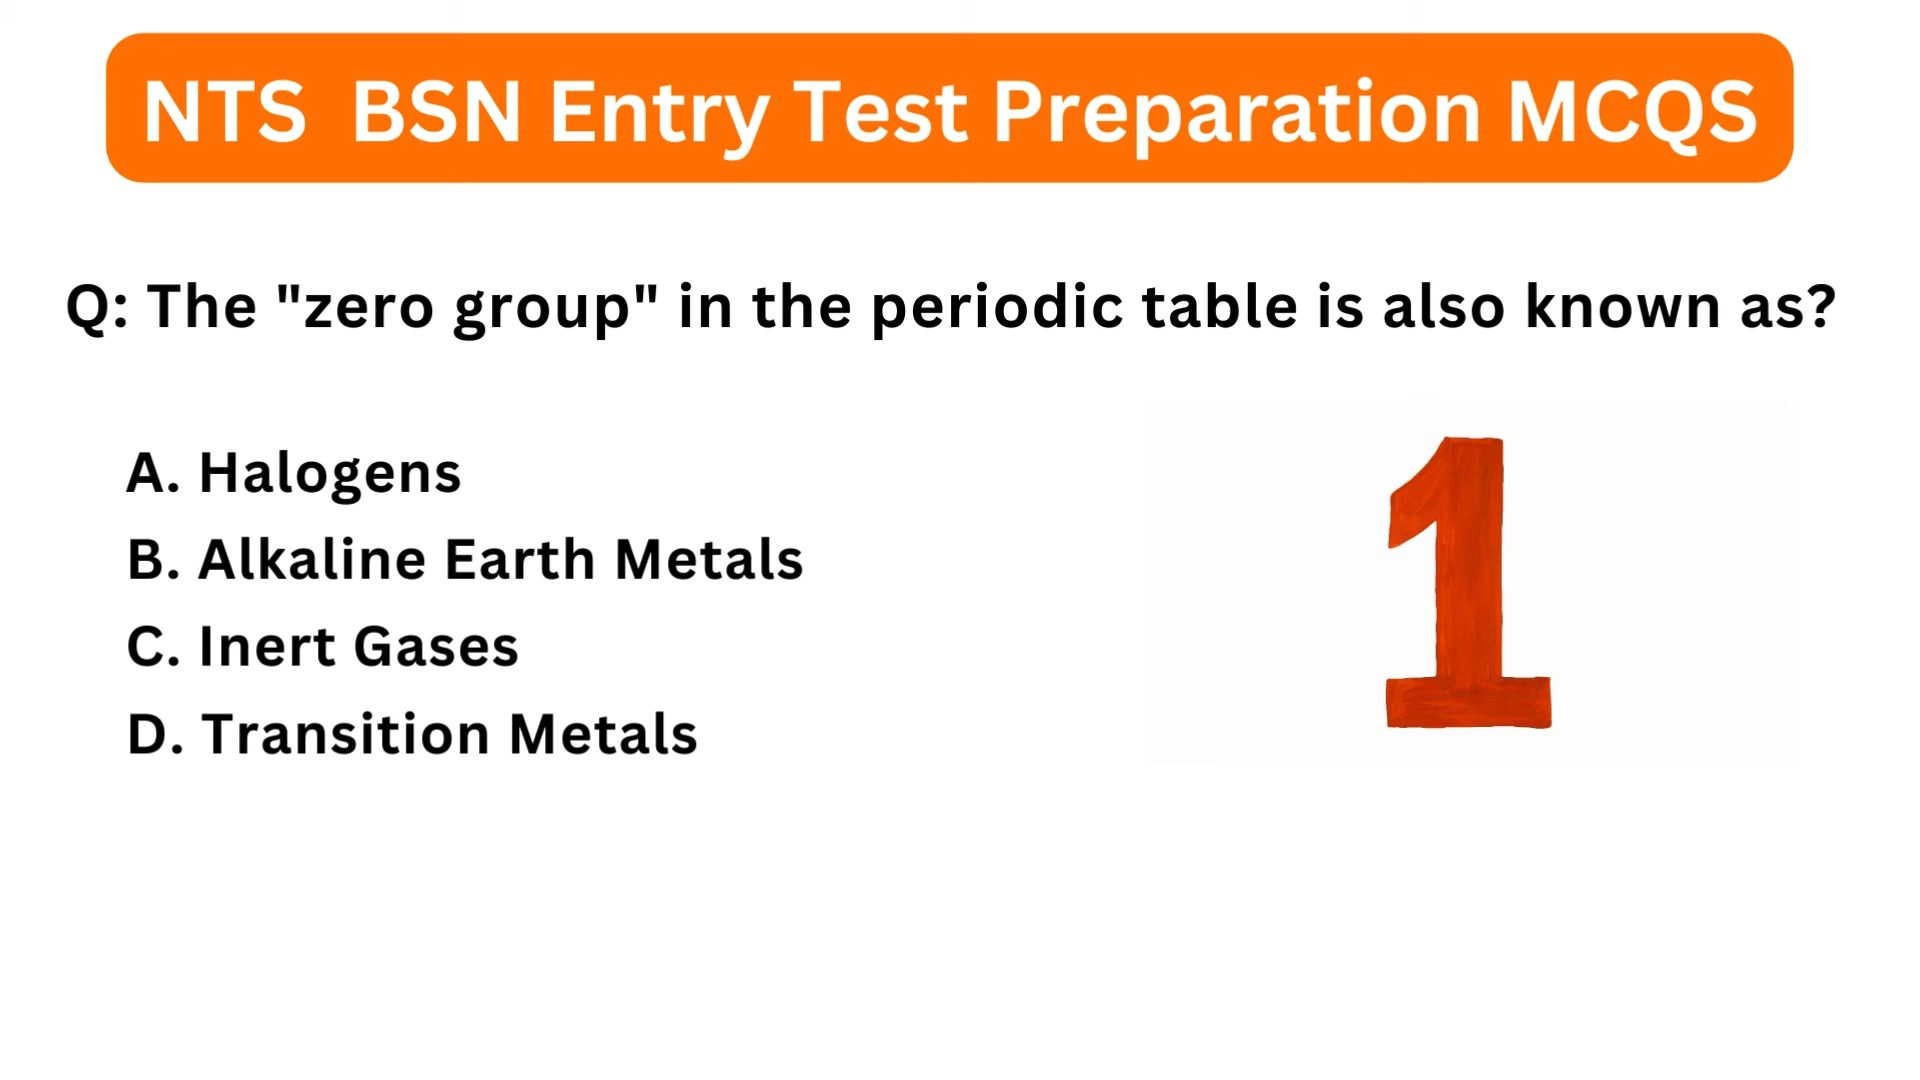 NTS BSN Entry Test Preparation MCQS
Q: The "zero group" in the periodic table is also known as?
A. Halogens
B. Alkaline Earth Metals
C. Inert Gases
D. Transition Metals
1